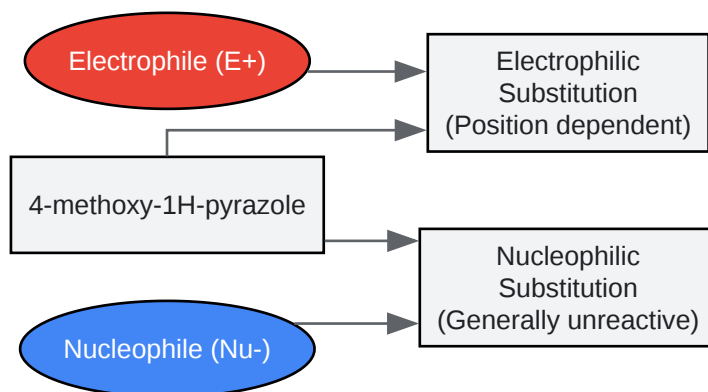 Electrophile (E+)
Electrophilic
Substitution
(Position dependent)
4-methoxy-1H-pyrazole
Nucleophilic
Substitution
(Generally unreactive)
Nucleophile (Nu-)